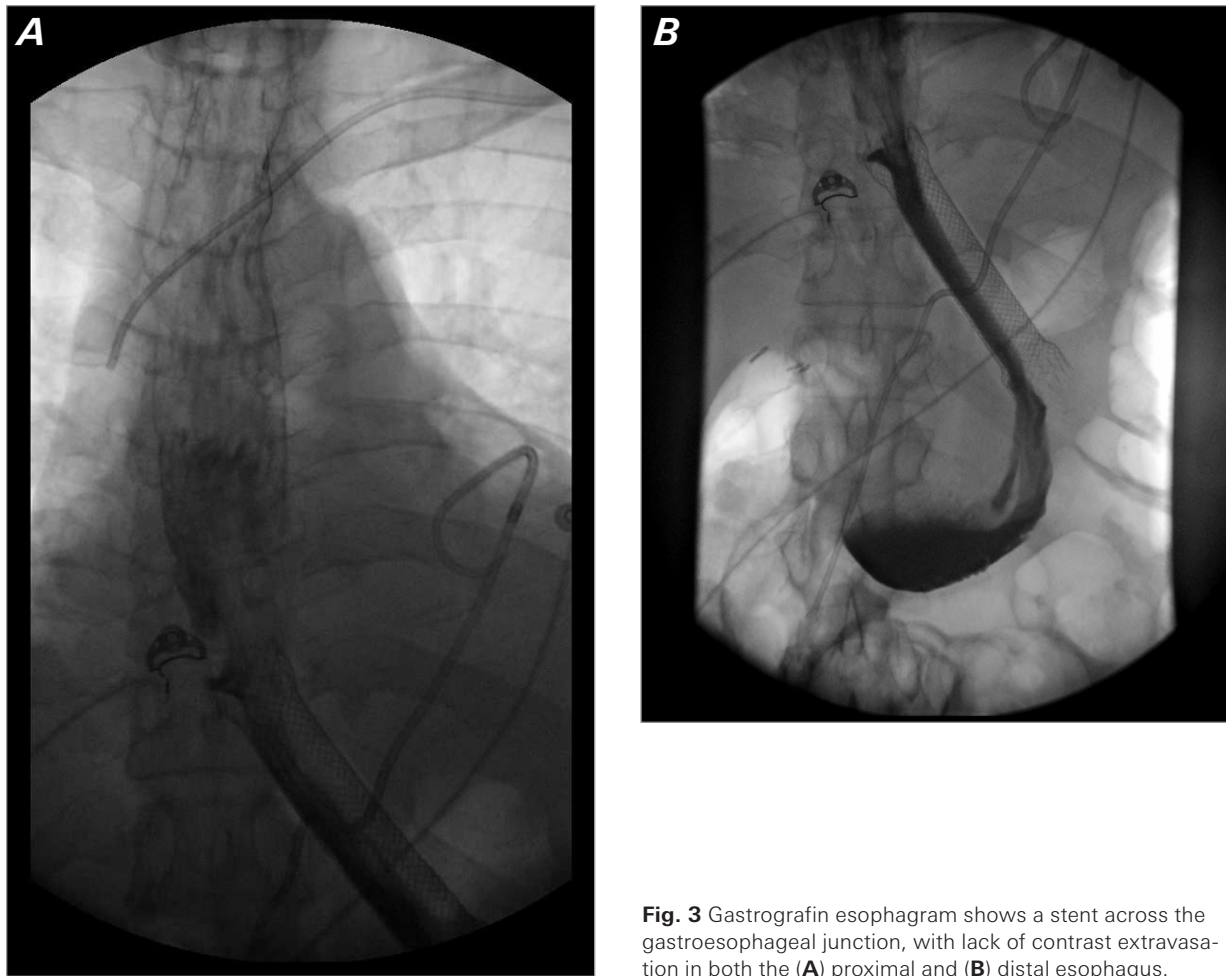 A
B
Fig. 3 Gastrografin esophagram shows a stent across the
gastroesophageal junction, with lack of contrast extravasa-
tion in both the (A) proximal and (B) distal esophagus.